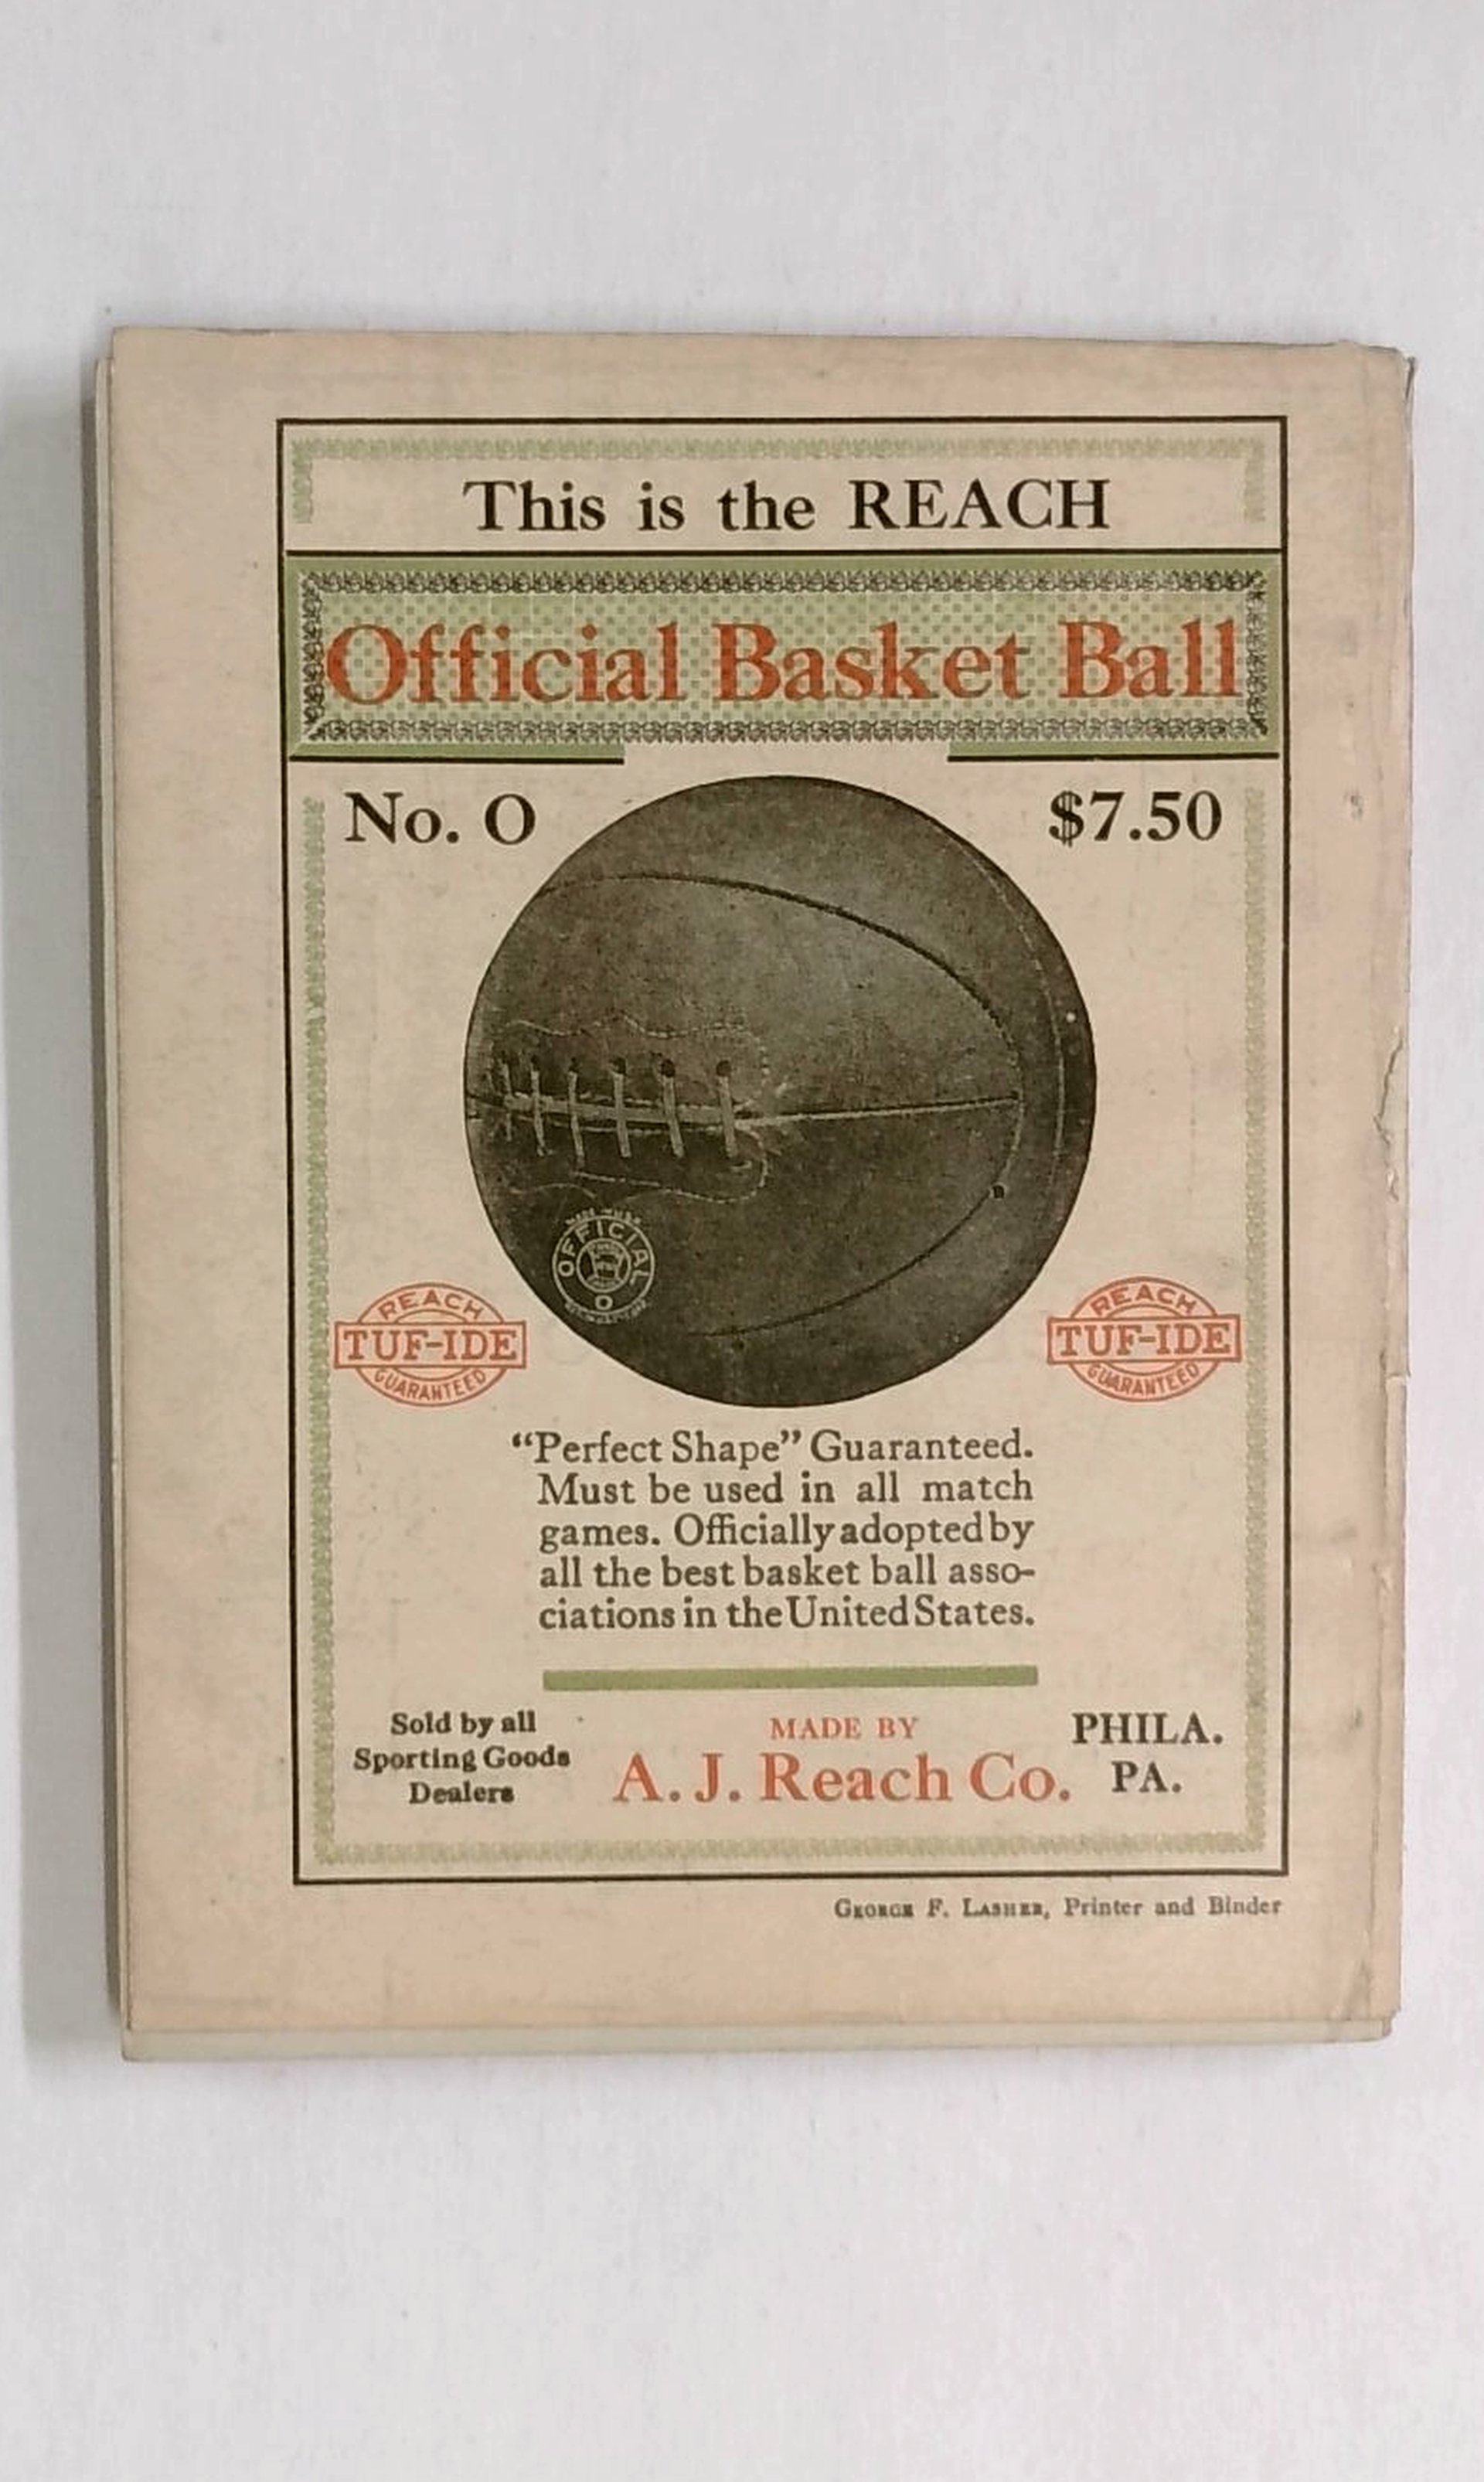 This is the REACH
Official Basket Ball
No. O
$7.50
OFFICIAL
O
REACH
TUF-IDE
GUARANTEED
REACH
TUF-IDE
GUARANTEED
“Perfect Shape” Guaranteed.
Must be used in all match
games. Officially adopted by
all the best basket ball asso-
ciations in the United States.
Sold by all
Sporting Goods
Dealers
MADE BY
A. J. Reach Co.
PHILA.
PA.
GEORGE F. LASHER, Printer and Binder